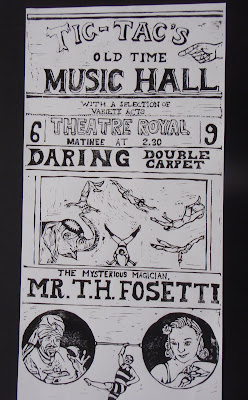 TIC-TAC'S
OLD TIME
MUSIC HALL
WITH A SELECTION OF
VARIETY ACTS.
6 THEATRE ROYAL 9
MATINEE AT 2.30
DARING DOUBLE
CARPET
THE MYSTERIOUS MAGICIAN,
MR. T.H. FOSETTI